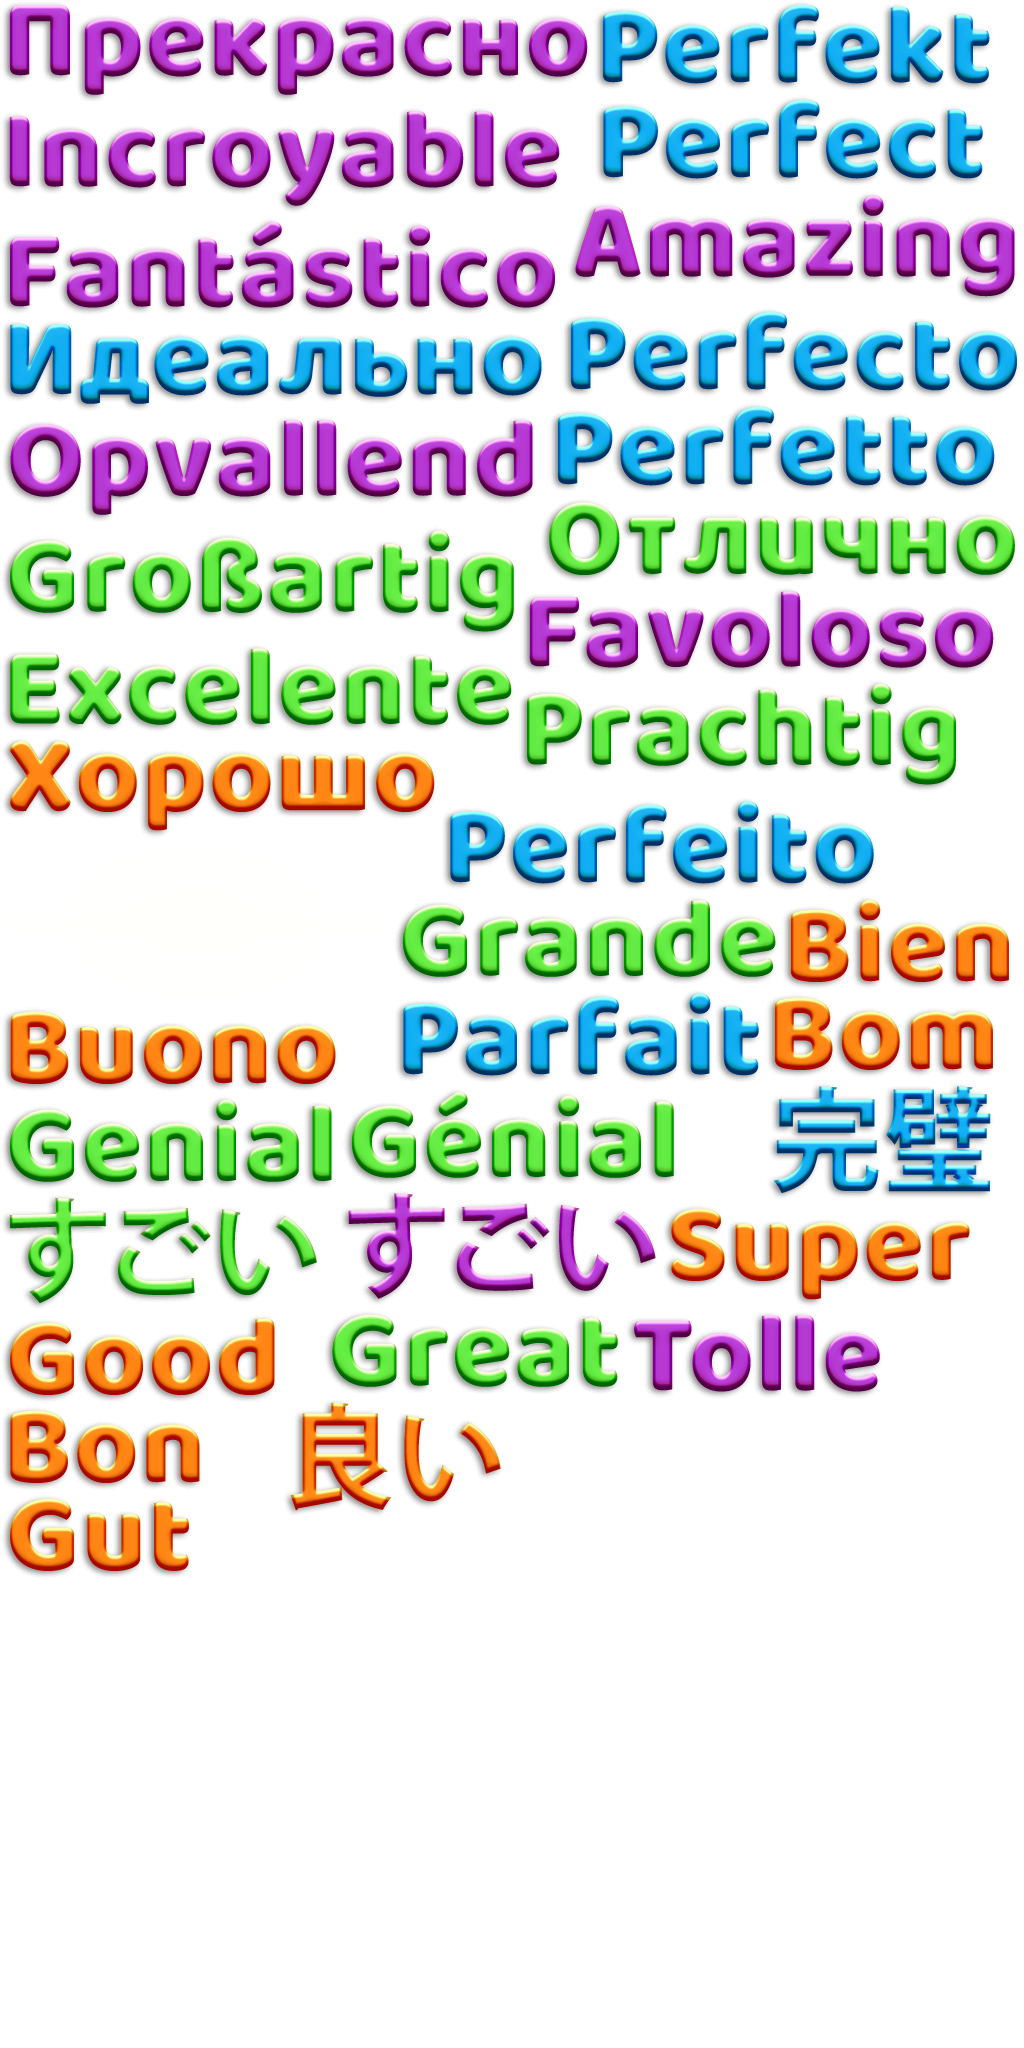 Прекрасно Perfekt
Incroyable Perfect
Fantástico Amazing
Идеально Perfecto
Opvallend Perfetto
Großartig Отлично
Favoloso
Excelente Prachtig
Хорошо
Perfeito
Grande Bien
Buono Parfait Bom
Genial Génial 完璧
すごい すごい Super
Good Great Tolle
Bon 良い
Gut